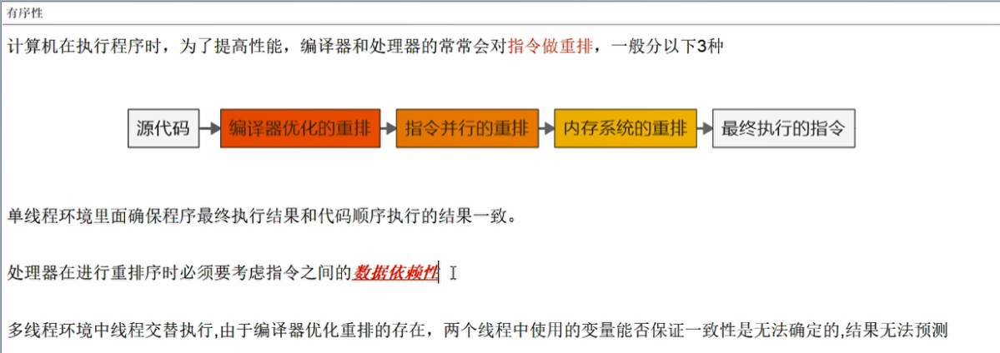 有序性
计算机在执行程序时，为了提高性能，编译器和处理器的常常会对指令做重排，一般分以下3种
源代码 编译器优化的重排 指令并行的重排 内存系统的重排 最终执行的指令
单线程环境里面确保程序最终执行结果和代码顺序执行的结果一致。
处理器在进行重排序时必须要考虑指令之间的数据依赖性
多线程环境中线程交替执行,由于编译器优化重排的存在，两个线程中使用的变量能否保证一致性是无法确定的,结果无法预测